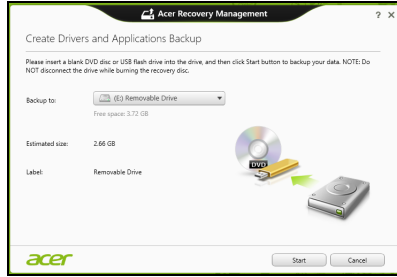 Acer Recovery Management
? ×
Create Drivers and Applications Backup
Please insert a blank DVD disc or USB flash drive into the drive, and then click Start button to backup your data. NOTE: Do
NOT disconnect the drive while burning the recovery disc.
Backup to:
(E:) Removable Drive
Free space: 3.72 GB
Estimated size:
2.66 GB
DVD
Label:
Removable Drive
acer
Start
Cancel